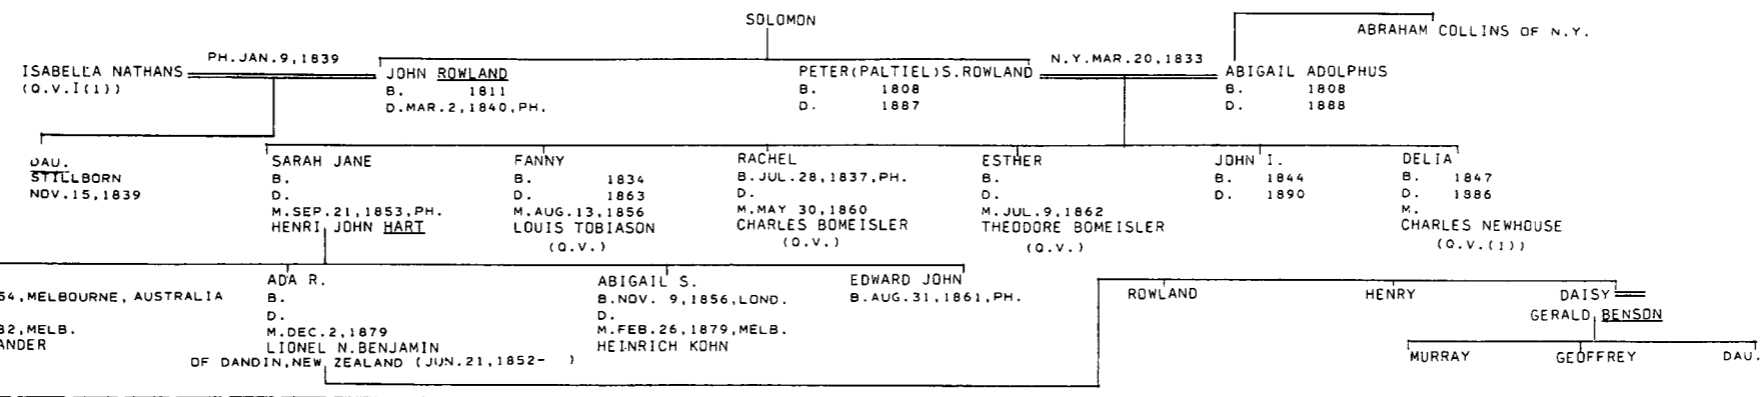 SOLOMON
ABRAHAM COLLINS OF N.Y.
PH.JAN.9,1839
N.Y.MAR.20,1833
ISABELLA NATHANS
(Q.V.I(1))
JOHN ROWLAND
B. 1811
D.MAR.2,1840,PH.
PETER(PALTIEL)S.ROWLAND
B. 1808
D. 1887
ABIGAIL ADOLPHUS
B. 1808
D. 1888
DAU.
STILLBORN
NOV.15,1839
SARAH JANE
B.
D.
M.SEP.21,1853,PH.
HENRI JOHN HART
FANNY
B. 1834
D. 1863
M.AUG.13,1856
LOUIS TOBIASON
(Q.V.)
RACHEL
B.JUL.28,1837,PH.
D.
M.MAY 30,1860
CHARLES BOMEISLER
(Q.V.)
ESTHER
B.
D.
M.JUL.9,1862
THEODORE BOMEISLER
(Q.V.)
JOHN I.
B. 1844
D. 1890
DELIA
B. 1847
D. 1886
M.
CHARLES NEWHOUSE
(Q.V.(1))
54,MELBOURNE, AUSTRALIA
82,MELB.
ANDER
ADA R.
B.
D.
M.DEC.2,1879
LIONEL N.BENJAMIN
OF DANDIN,NEW ZEALAND (JUN.21,1852- )
ABIGAIL S.
B.NOV. 9,1856,LOND.
D.
M.FEB.26,1879,MELB.
HEINRICH KOHN
EDWARD JOHN
B.AUG.31,1861,PH.
ROWLAND
HENRY
DAISY
GERALD BENSON
MURRAY
GEOFFREY
DAU.